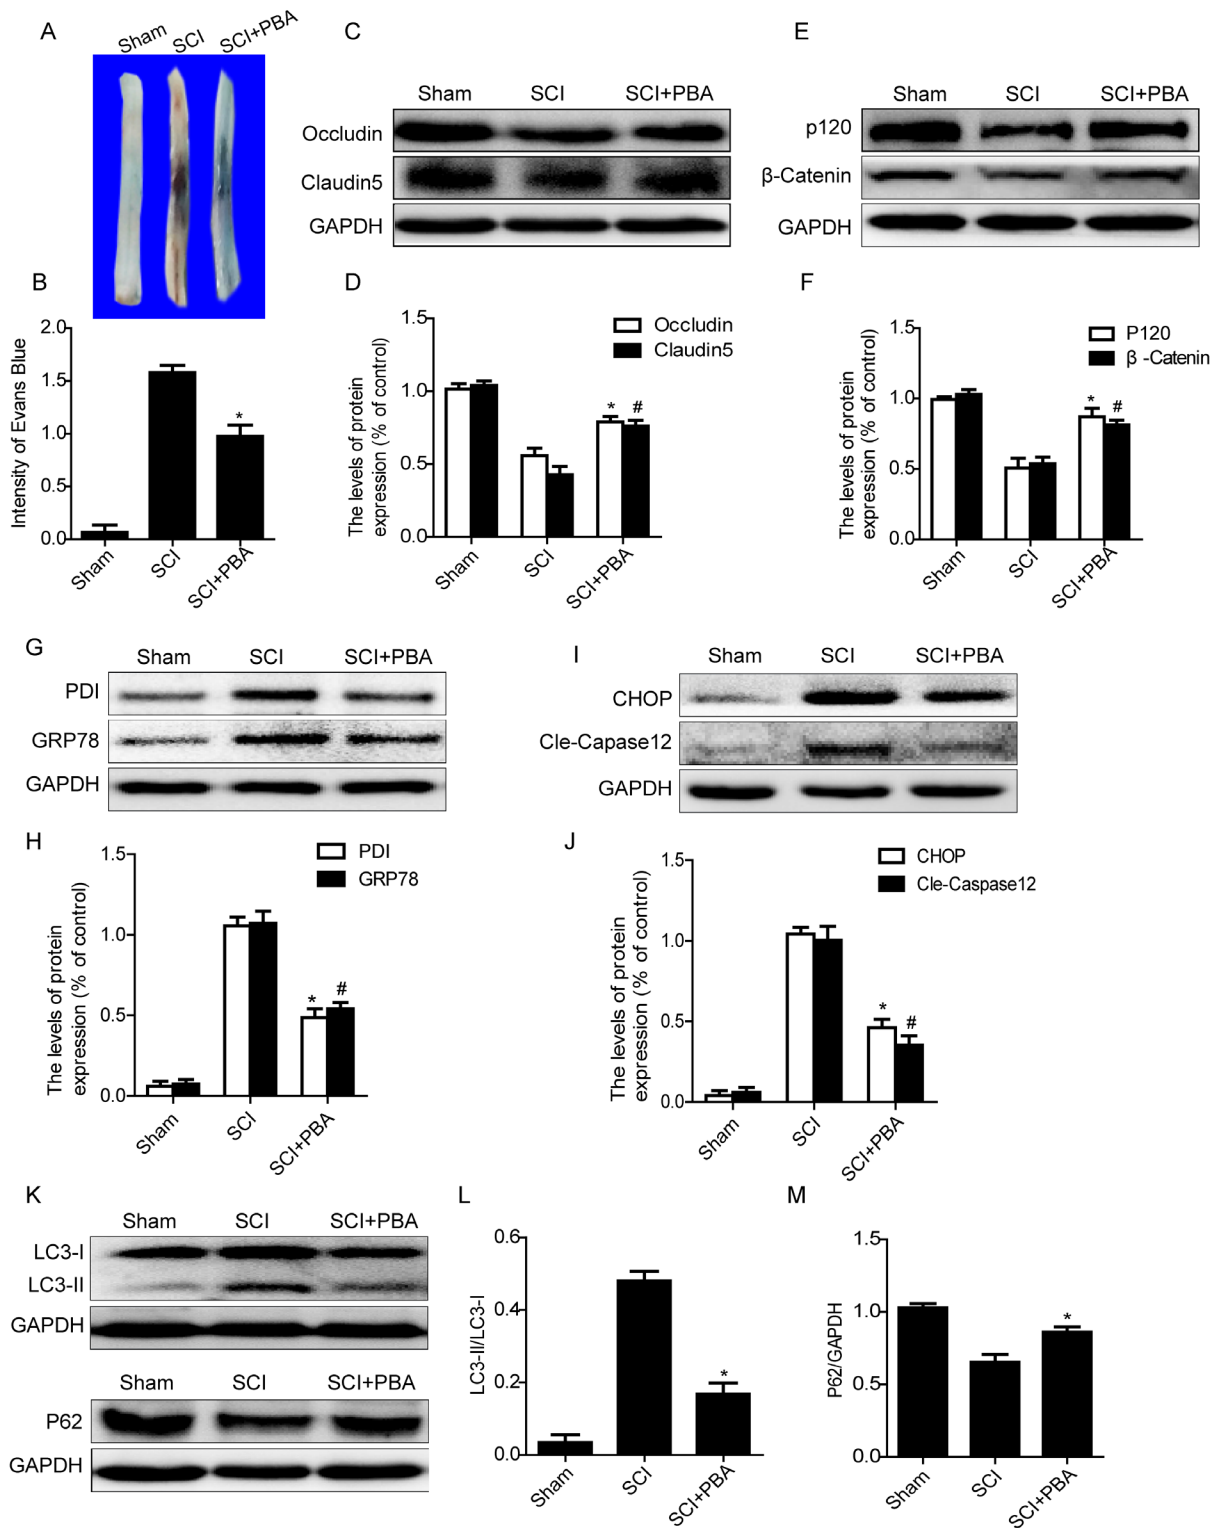 A
Sham SCI SCI+PBA
B
Intensity of Evans Blue
2.0
1.5
1.0
0.5
0.0
*
Sham SCI SCI+PBA
C
Sham SCI SCI+PBA
Occludin
Claudin5
GAPDH
D
The levels of protein
expression (% of control)
1.5
1.0
0.5
0.0
Occludin
Claudin5
* #
Sham SCI SCI+PBA
E
Sham SCI SCI+PBA
p120
β-Catenin
GAPDH
F
The levels of protein
expression (% of control)
1.5
1.0
0.5
0.0
P120
β -Catenin
* #
Sham SCI SCI+PBA
G
Sham SCI SCI+PBA
PDI
GRP78
GAPDH
H
The levels of protein
expression (% of control)
1.5
1.0
0.5
0.0
PDI
GRP78
* #
Sham SCI SCI+PBA
I
Sham SCI SCI+PBA
CHOP
Cle-Capase12
GAPDH
J
The levels of protein
expression (% of control)
1.5
1.0
0.5
0.0
CHOP
Cle-Caspase12
* #
Sham SCI SCI+PBA
K
Sham SCI SCI+PBA
LC3-I
LC3-II
GAPDH
Sham SCI SCI+PBA
P62
GAPDH
L
LC3-II/LC3-I
0.6
0.4
0.2
0.0
*
Sham SCI SCI+PBA
M
P62/GAPDH
1.5
1.0
0.5
0.0
*
Sham SCI SCI+PBA